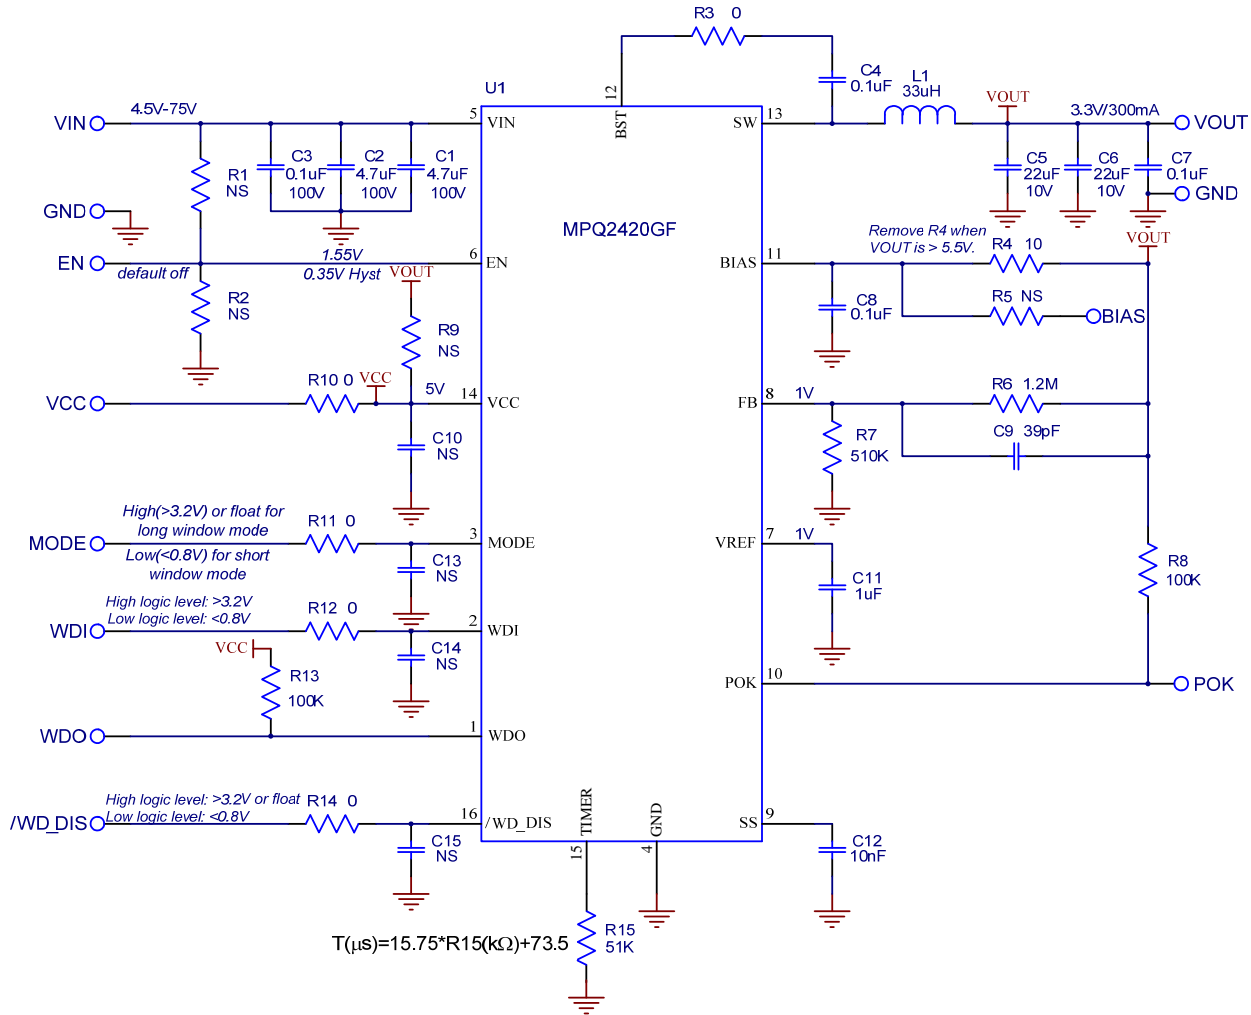 R3 0
U1
12
BST
C4
0.1uF
L1
33uH
VOUT
3.3V/300mA
VOUT
VIN
4.5V-75V
5
VIN
SW
13
R1
NS
C3
0.1uF
100V
C2
4.7uF
100V
C1
4.7uF
100V
C5
22uF
10V
C6
22uF
10V
C7
0.1uF
GND
GND
MPQ2420GF
Remove R4 when
VOUT is > 5.5V.
VOUT
EN
default off
1.55V
0.35V Hyst
6
EN
BIAS
11
R4 10
VOUT
R2
NS
R9
NS
C8
0.1uF
R5 NS
BIAS
VCC
R10 0
VCC
5V
14
VCC
FB
8
1V
R6 1.2M
C10
NS
R7
510K
C9 39pF
High(>3.2V) or float for
long window mode
MODE
R11 0
3
MODE
VREF
7
1V
Low(<0.8V) for short
window mode
C13
NS
C11
1uF
R8
100K
High logic level: >3.2V
Low logic level: <0.8V
WDI
R12 0
2
WDI
VCC
C14
NS
R13
100K
POK
10
POK
WDO
1
WDO
High logic level: >3.2V or float
Low logic level: <0.8V
/WD_DIS
R14 0
16
/WD_DIS
TIMER
15
GND
4
SS
9
C15
NS
C12
10nF
T(μs)=15.75*R15(kΩ)+73.5
R15
51K